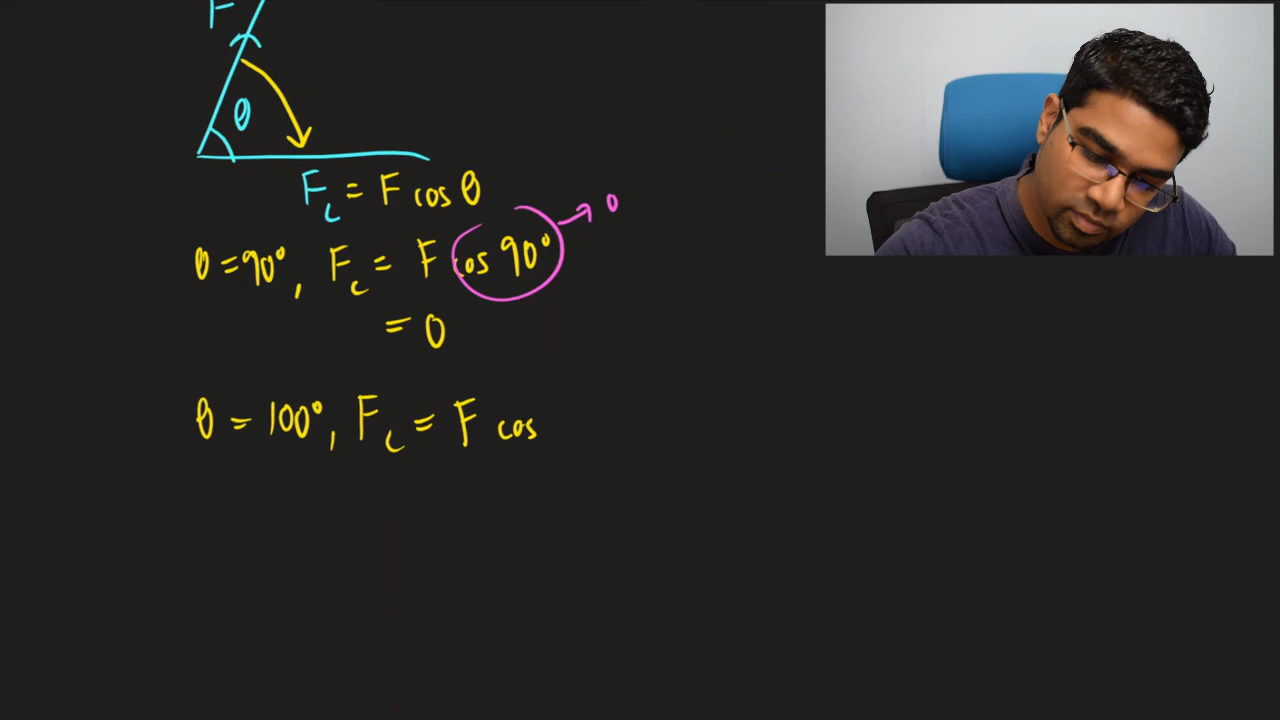 F
θ
F_c = F cos θ
θ = 90°, F_c = F cos 90° → 0
= 0
θ = 100°, F_c = F cos